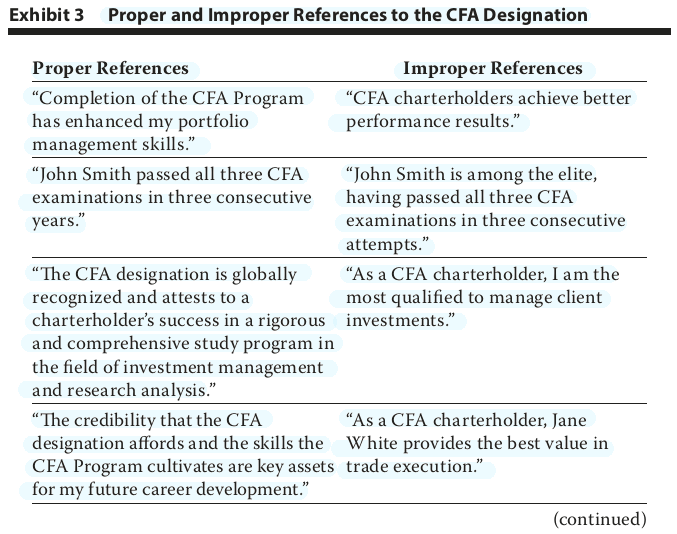 Exhibit 3 Proper and Improper References to the CFA Designation
Proper References
Improper References
“Completion of the CFA Program
has enhanced my portfolio
management skills.”
“CFA charterholders achieve better
performance results.”
“John Smith passed all three CFA
examinations in three consecutive
years.”
“John Smith is among the elite,
having passed all three CFA
examinations in three consecutive
attempts.”
“The CFA designation is globally
recognized and attests to a
charterholder’s success in a rigorous
and comprehensive study program in
the field of investment management
and research analysis.”
“As a CFA charterholder, I am the
most qualified to manage client
investments.”
“The credibility that the CFA
designation affords and the skills the
CFA Program cultivates are key assets
for my future career development.”
“As a CFA charterholder, Jane
White provides the best value in
trade execution.”
(continued)